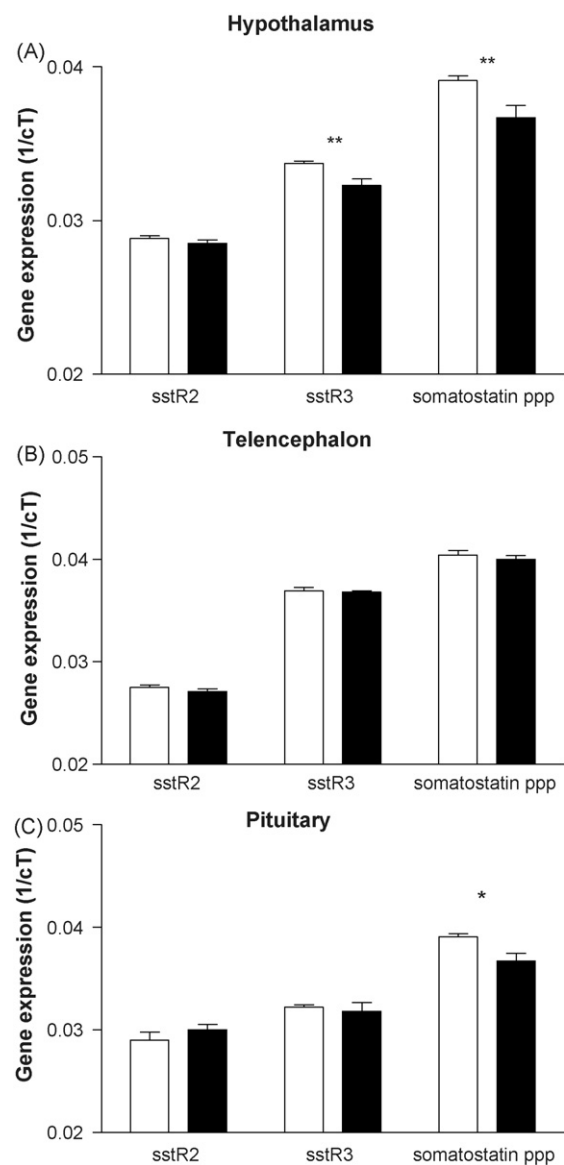 Hypothalamus
(A)
Gene expression (1/cT)
0.04
0.03
0.02
**
**
sstR2 sstR3 somatostatin ppp
Telencephalon
(B)
Gene expression (1/cT)
0.05
0.04
0.03
0.02
sstR2 sstR3 somatostatin ppp
Pituitary
(C)
Gene expression (1/cT)
0.05
0.04
0.03
0.02
*
sstR2 sstR3 somatostatin ppp